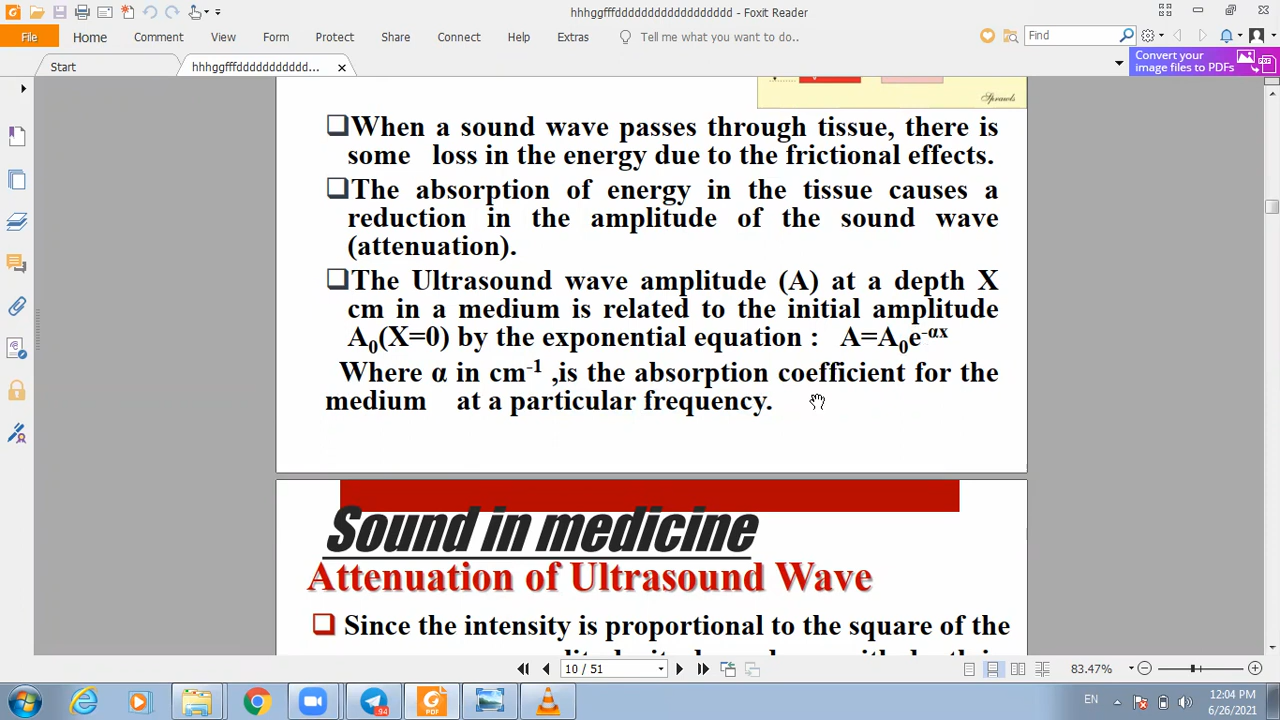 hhhggfffdddddddddddddddddd - Foxit Reader
File Home Comment View Form Protect Share Connect Help Extras Tell me what you want to do.. Find
Start hhhggfffddddddddddd...
Convert your
image files to PDFs
PDF
Sprawls
❑When a sound wave passes through tissue, there is
some loss in the energy due to the frictional effects.
❑The absorption of energy in the tissue causes a
reduction in the amplitude of the sound wave
(attenuation).
❑The Ultrasound wave amplitude (A) at a depth X
cm in a medium is related to the initial amplitude
A₀(X=0) by the exponential equation : A=A₀e^-αx
Where α in cm⁻¹ ,is the absorption coefficient for the
medium at a particular frequency.
Sound in medicine
Attenuation of Ultrasound Wave
❑ Since the intensity is proportional to the square of the
10 / 51 83.47%
94 PDF EN 12:04 PM
6/26/2021